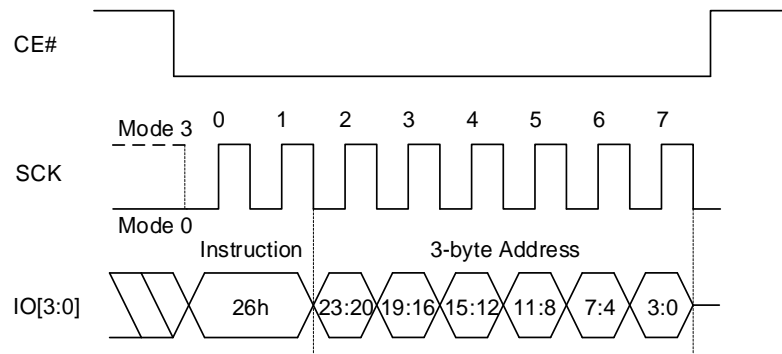 CE#
Mode 3
0 1 2 3 4 5 6 7
SCK
Mode 0
Instruction 3-byte Address
IO[3:0] 26h 23:20 19:16 15:12 11:8 7:4 3:0